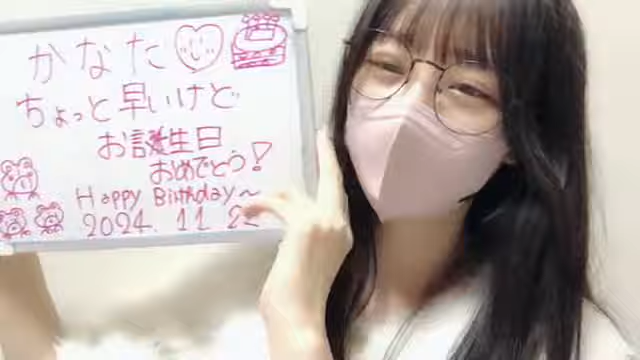 かなた
ちょっと早いけど
お誕生日
おめでとう!
Happy Birthday~
2024. 11. 2